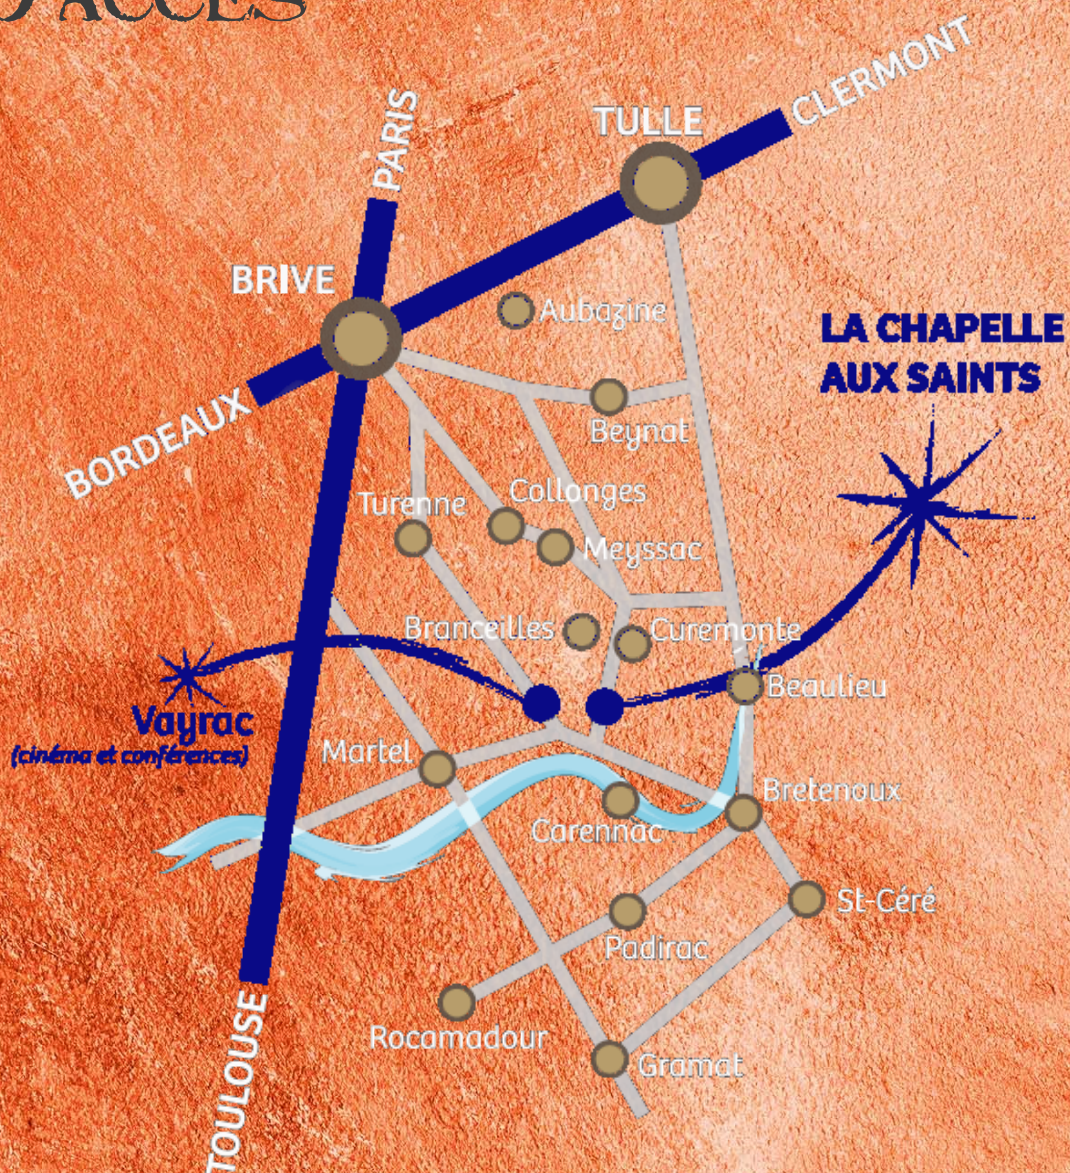 D'ACCÈS
CLERMONT
PARIS
TULLE
BRIVE
Aubazine
LA CHAPELLE
AUX SAINTS
BORDEAUX
Beynat
Turenne
Collonges
Meyssac
Branceilles
Curemonte
Beaulieu
Vayrac
(cinéma et conférences)
Martel
Bretenoux
Carennac
St-Céré
Padirac
Rocamadour
Gramat
TOULOUSE